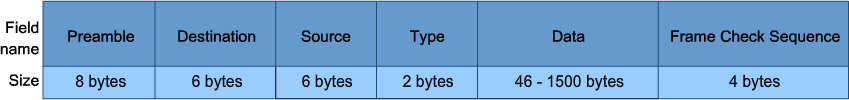 Field name Preamble Destination Source Type Data Frame Check Sequence
Size 8 bytes 6 bytes 6 bytes 2 bytes 46 - 1500 bytes 4 bytes